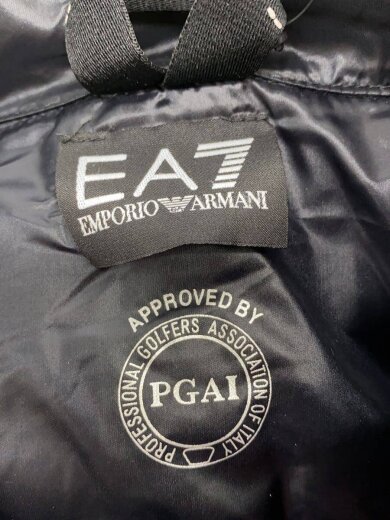 EA7
EMPORIO ARMANI
APPROVED BY
PROFESSIONAL GOLFERS ASSOCIATION OF ITALY
PGAI